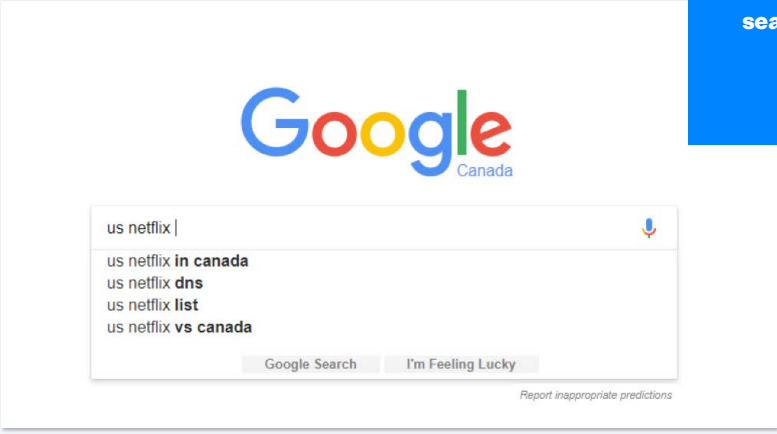 Google
Canada
us netflix
us netflix in canada
us netflix dns
us netflix list
us netflix vs canada
Google Search I'm Feeling Lucky
Report inappropriate predictions